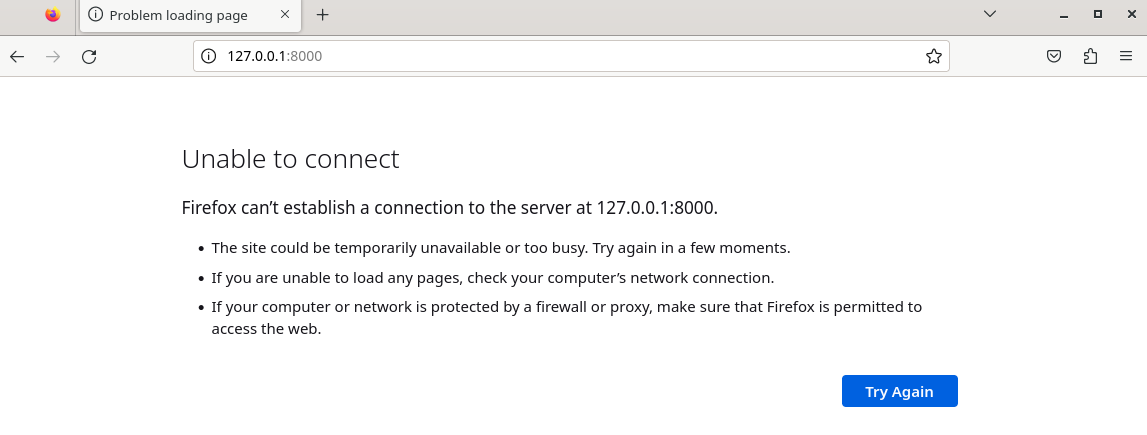 Problem loading page
127.0.0.1:8000
Unable to connect
Firefox can’t establish a connection to the server at 127.0.0.1:8000.
• The site could be temporarily unavailable or too busy. Try again in a few moments.
• If you are unable to load any pages, check your computer’s network connection.
• If your computer or network is protected by a firewall or proxy, make sure that Firefox is permitted to
access the web.
Try Again